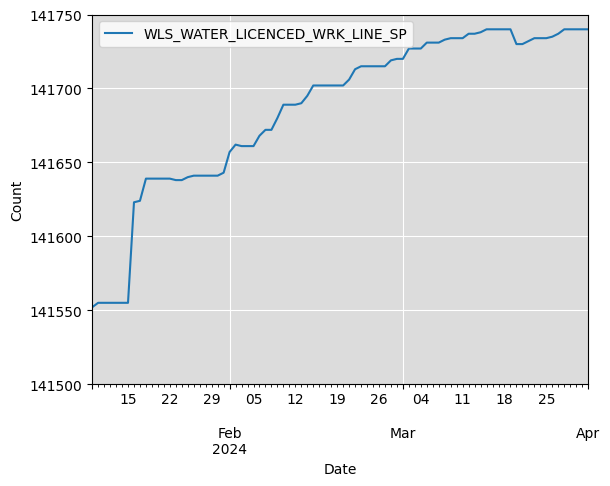 WLS_WATER_LICENCED_WRK_LINE_SP
141750
141700
141650
141600
141550
141500
Count
15 22 29 05 12 19 26 04 11 18 25
Feb Mar Apr
2024
Date